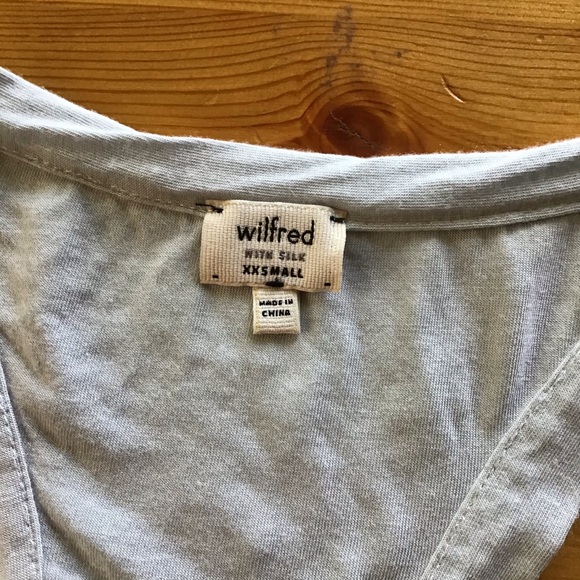 wilfred
WITH SILK
XXSMALL
MADE IN
CHINA